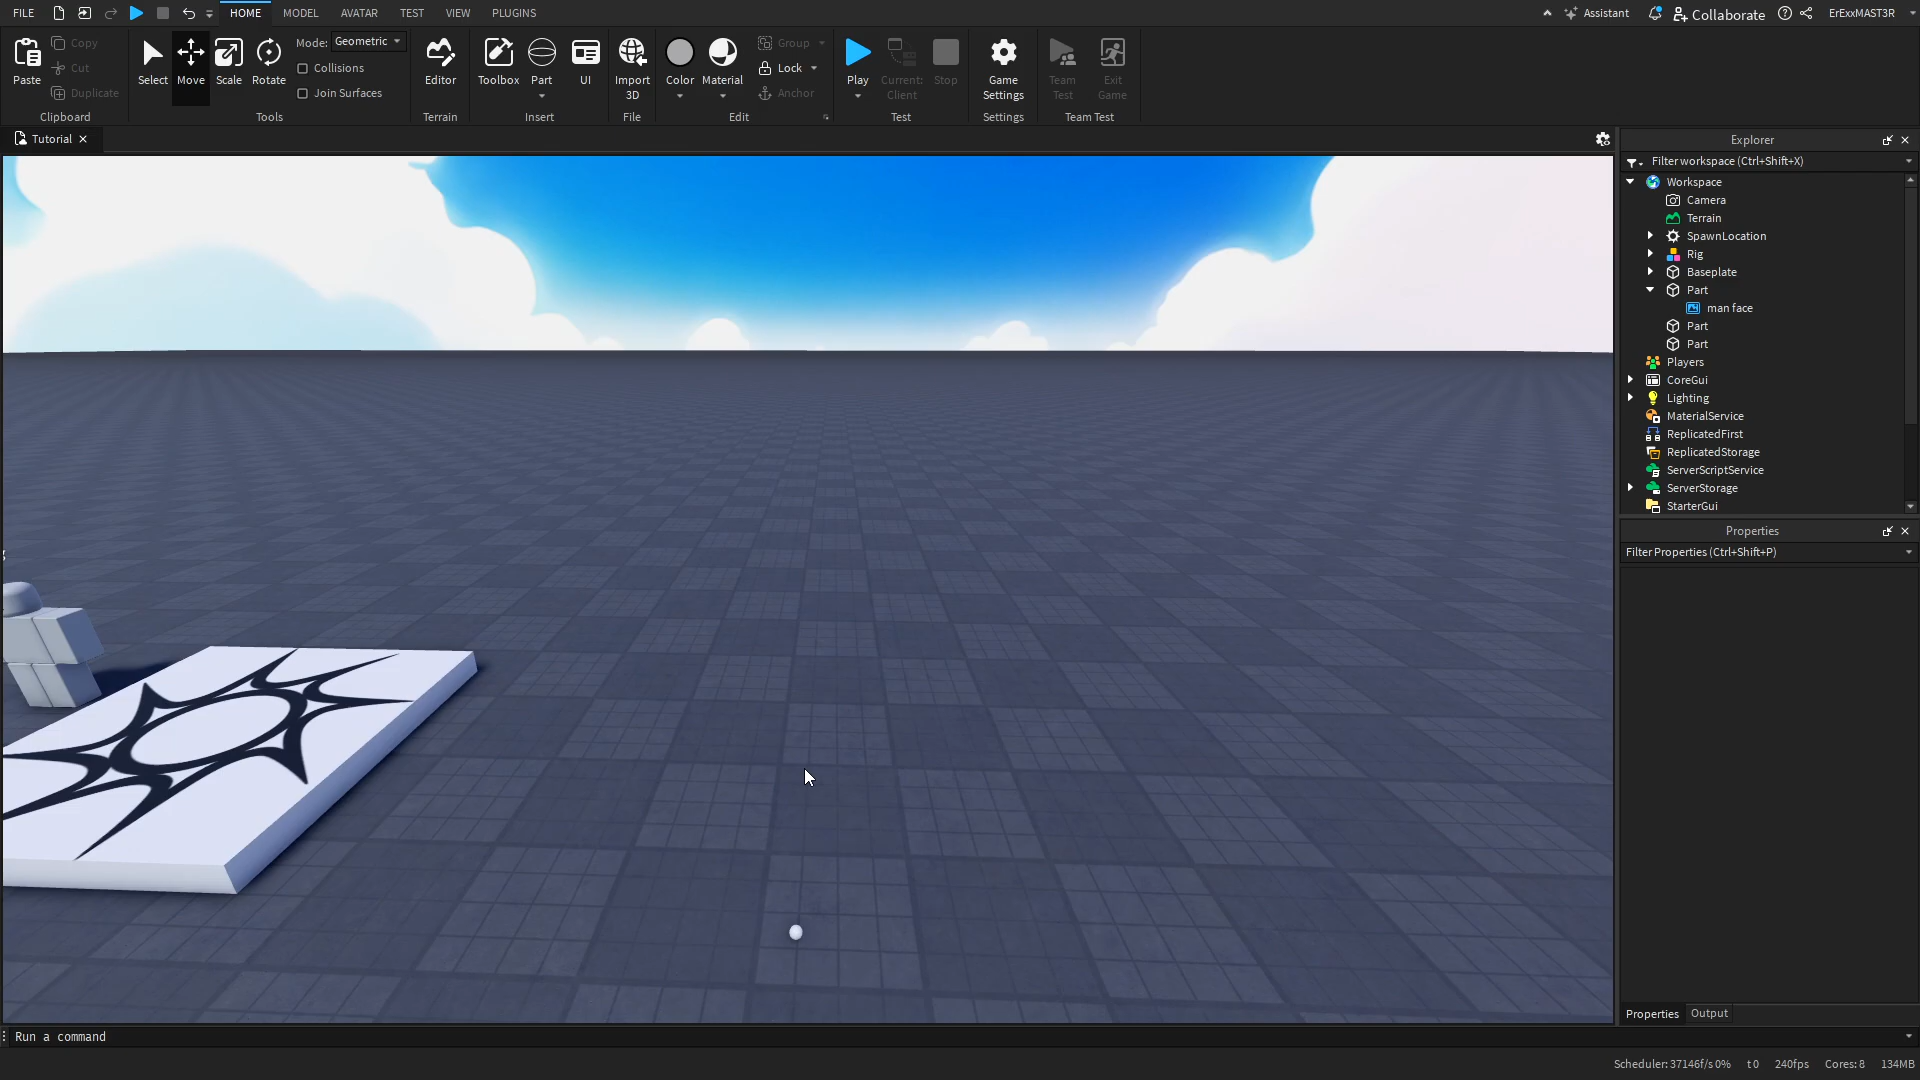 FILE HOME MODEL AVATAR TEST VIEW PLUGINS Assistant Collaborate ErExxMAST3R
Paste Copy Cut Duplicate
Clipboard
Select Move Scale Rotate
Mode: Geometric
Collisions
Join Surfaces
Tools
Editor
Terrain
Toolbox Part UI
Insert
Import
3D
File
Color Material
Group
Lock
Anchor
Edit
Play
Current:
Client
Stop
Test
Game
Settings
Settings
Team
Test
Exit
Game
Team Test
Tutorial
Explorer
Filter workspace (Ctrl+Shift+X)
Workspace
Camera
Terrain
SpawnLocation
Rig
Baseplate
Part
man face
Part
Part
Players
CoreGui
Lighting
MaterialService
ReplicatedFirst
ReplicatedStorage
ServerScriptService
ServerStorage
StarterGui
Properties
Filter Properties (Ctrl+Shift+P)
Properties Output
Run a command
Scheduler: 37146f/s 0% t 0 240fps Cores: 8 134MB